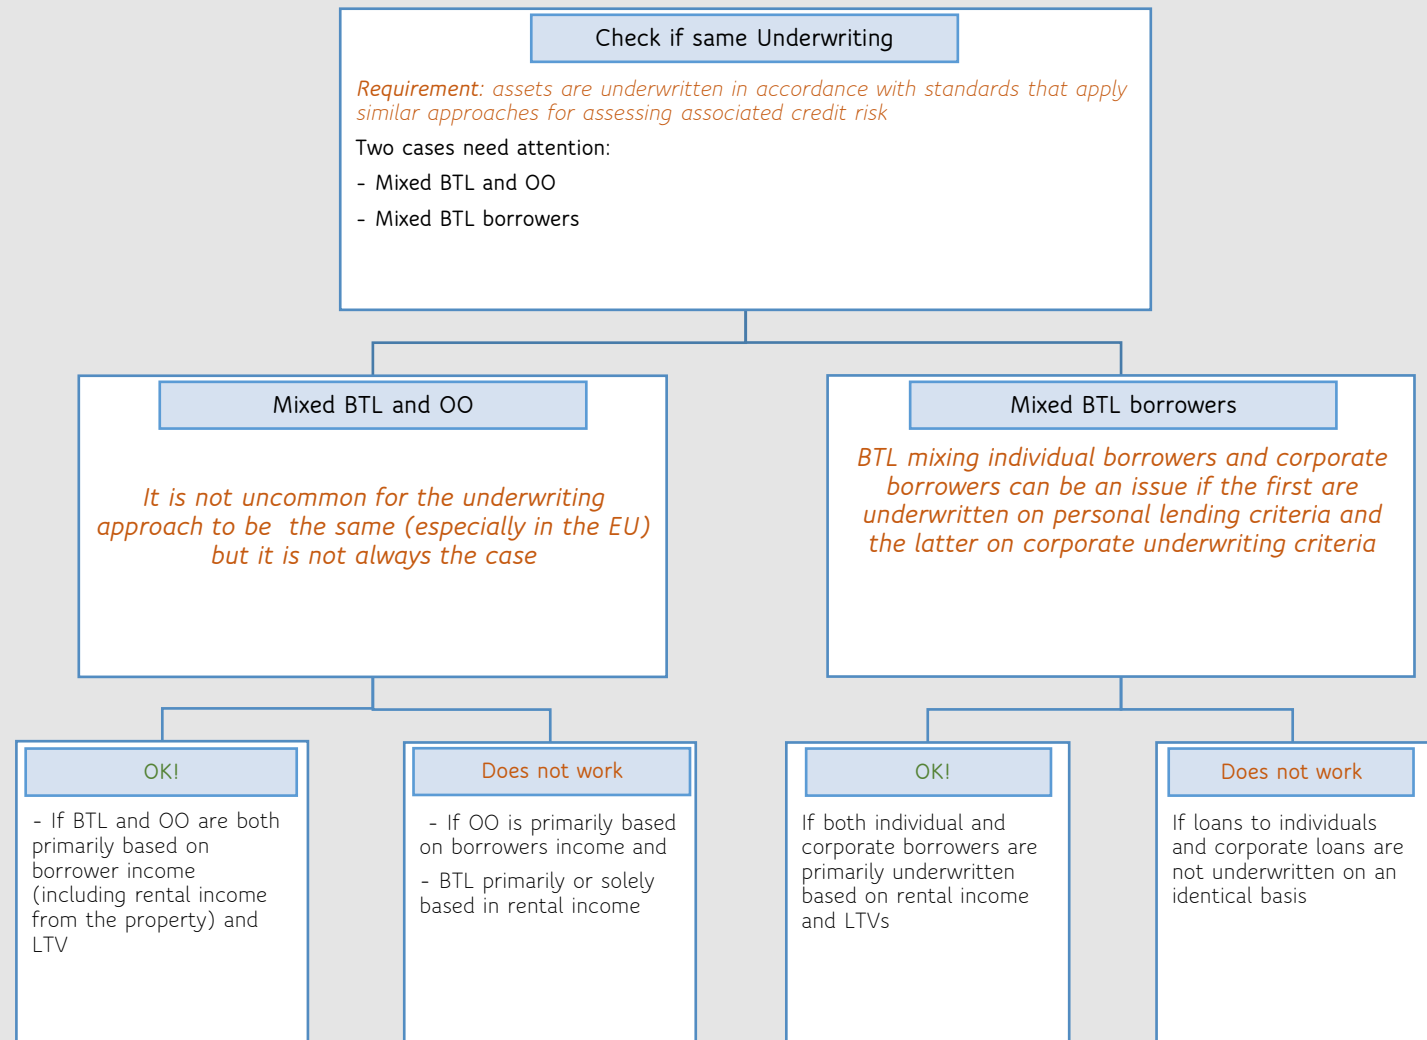 Check if same Underwriting
Requirement: assets are underwritten in accordance with standards that apply
similar approaches for assessing associated credit risk
Two cases need attention:
- Mixed BTL and OO
- Mixed BTL borrowers
Mixed BTL and OO
It is not uncommon for the underwriting
approach to be  the same (especially in the EU)
but it is not always the case
Mixed BTL borrowers
BTL mixing individual borrowers and corporate
borrowers can be an issue if the first are
underwritten on personal lending criteria and
the latter on corporate underwriting criteria
OK!
- If BTL and OO are both
primarily based on
borrower income
(including rental income
from the property) and
LTV
Does not work
- If OO is primarily based
on borrowers income and
- BTL primarily or solely
based in rental income
OK!
If both individual and
corporate borrowers are
primarily underwritten
based on rental income
and LTVs
Does not work
If loans to individuals
and corporate loans are
not underwritten on an
identical basis